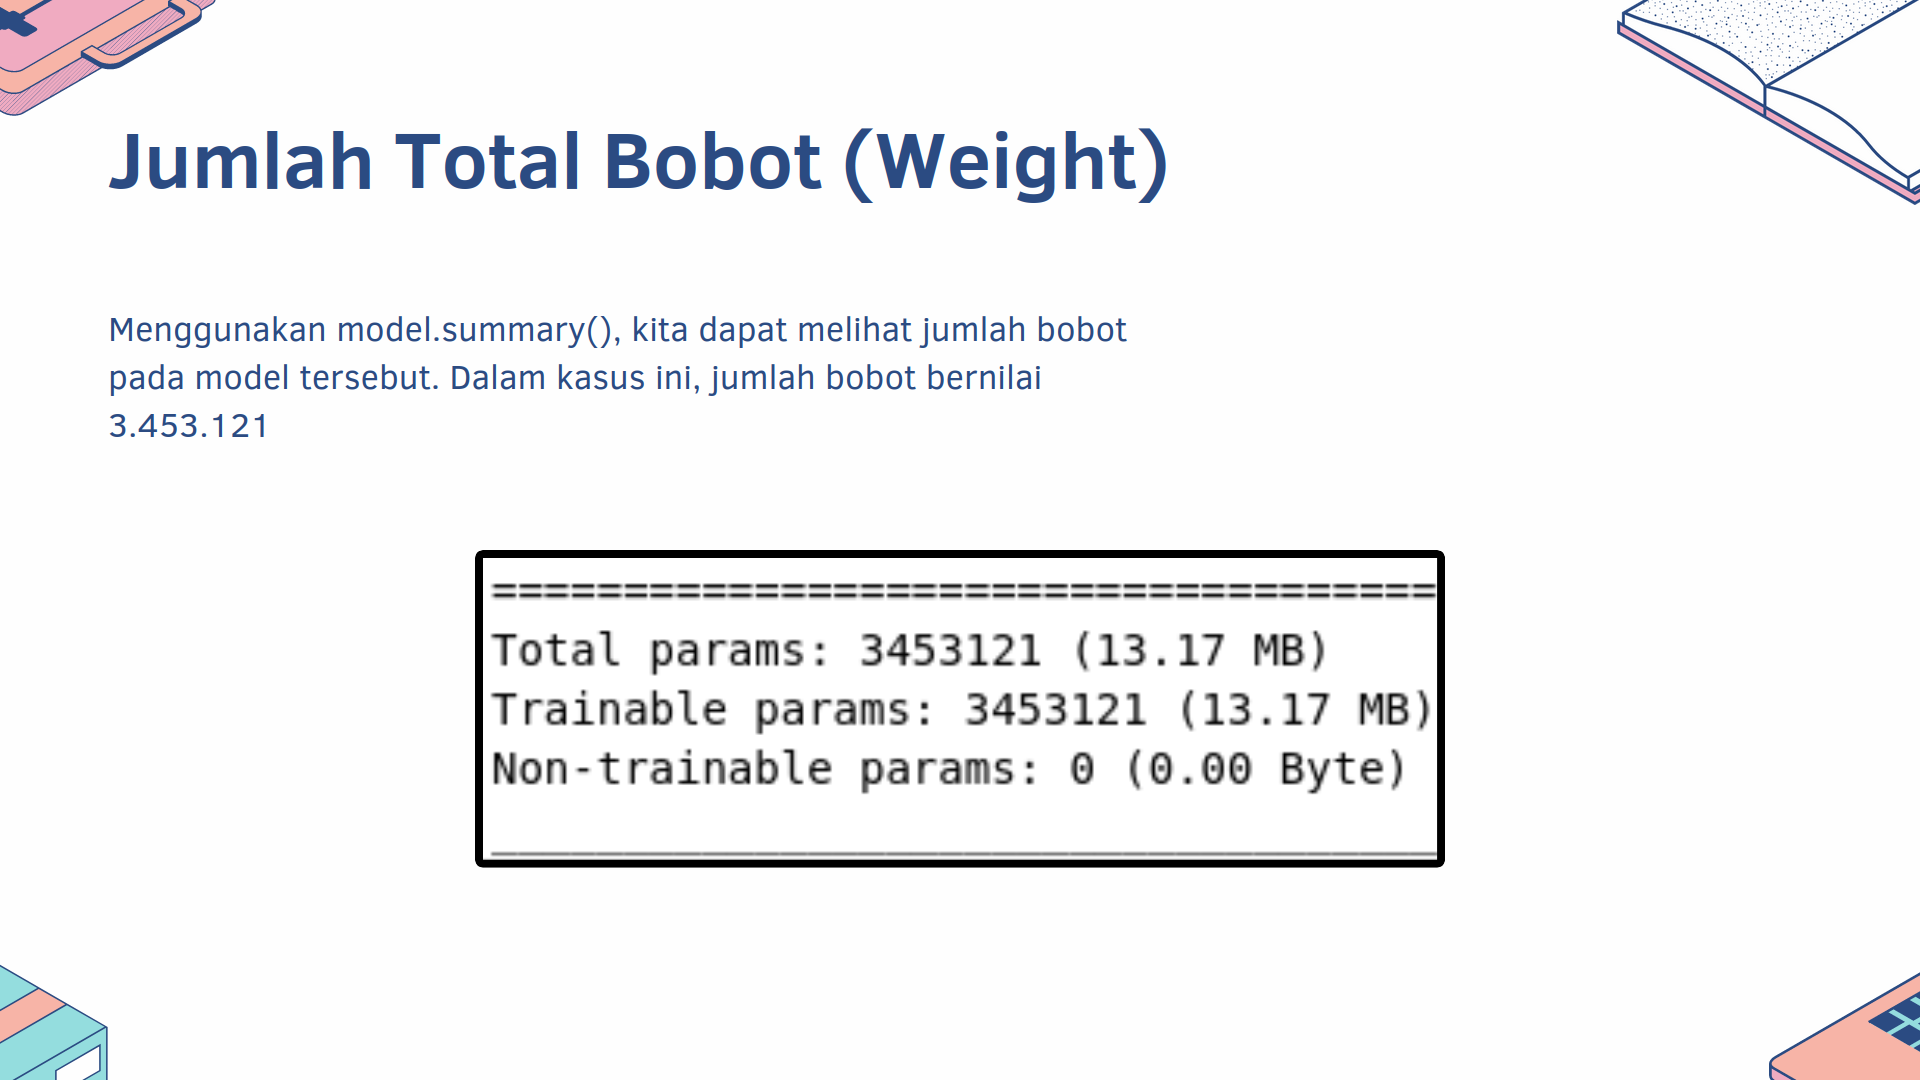 Jumlah Total Bobot (Weight)
Menggunakan model.summary(), kita dapat melihat jumlah bobot
pada model tersebut. Dalam kasus ini, jumlah bobot bernilai
3.453.121
====================================
Total params: 3453121 (13.17 MB)
Trainable params: 3453121 (13.17 MB)
Non-trainable params: 0 (0.00 Byte)
____________________________________